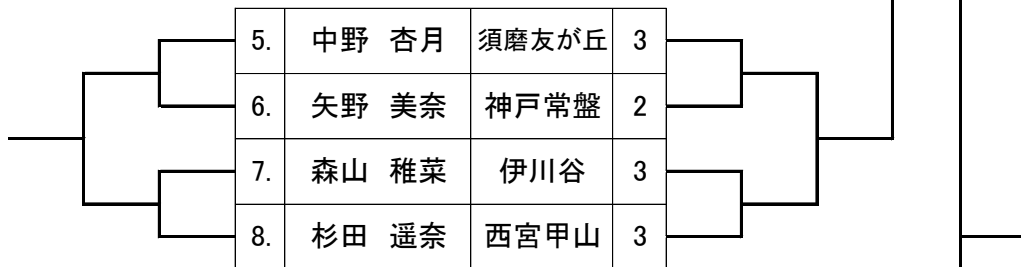 5. 中野 杏月 須磨友が丘 3
6. 矢野 美奈 神戸常盤 2
7. 森山 稚菜 伊川谷 3
8. 杉田 遥奈 西宮甲山 3